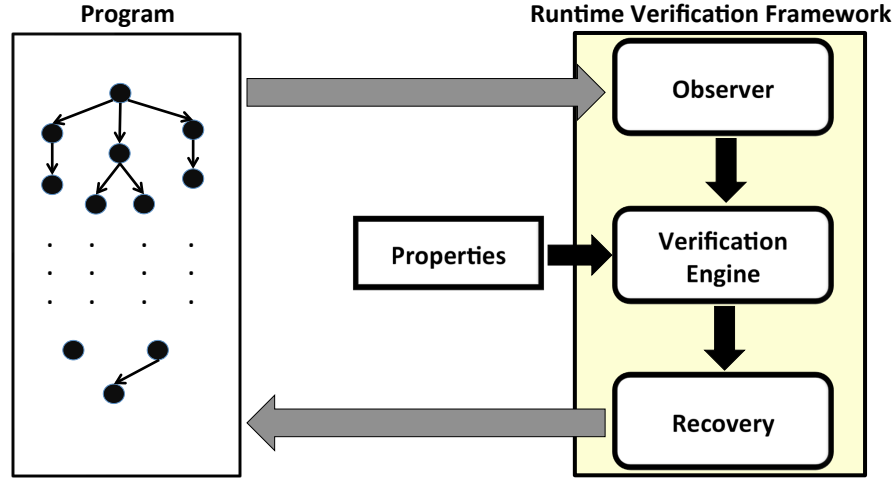 Program
Runtime Verification Framework
Observer
Properties
Verification
Engine
Recovery